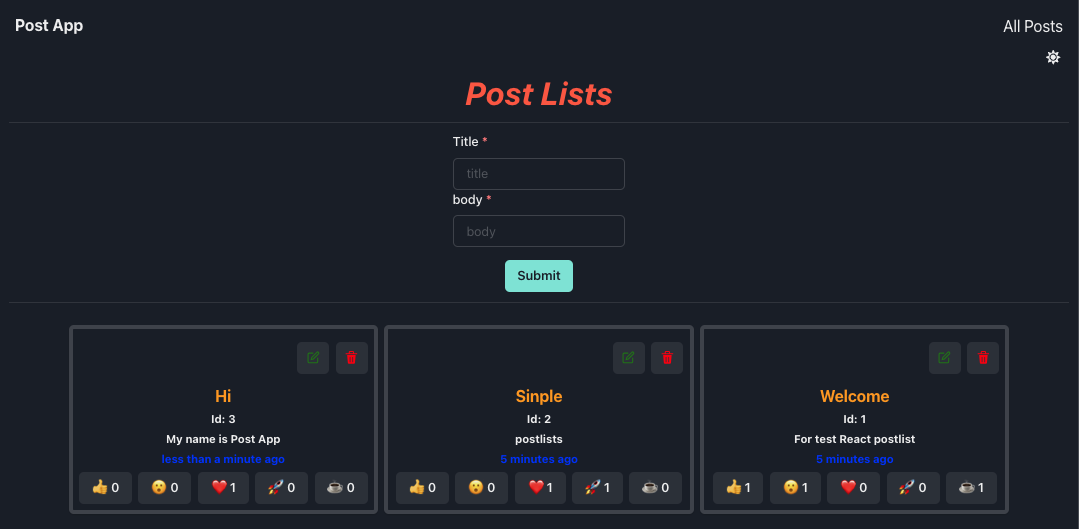 Post App
All Posts
Post Lists
Title *
title
body *
body
Submit
Hi
Id: 3
My name is Post App
less than a minute ago
👍 0 😮 0 ❤️ 1 🚀 0 ☕ 0
Sinple
Id: 2
postlists
5 minutes ago
👍 0 😮 0 ❤️ 1 🚀 1 ☕ 0
Welcome
Id: 1
For test React postlist
5 minutes ago
👍 1 😮 1 ❤️ 0 🚀 0 ☕ 1